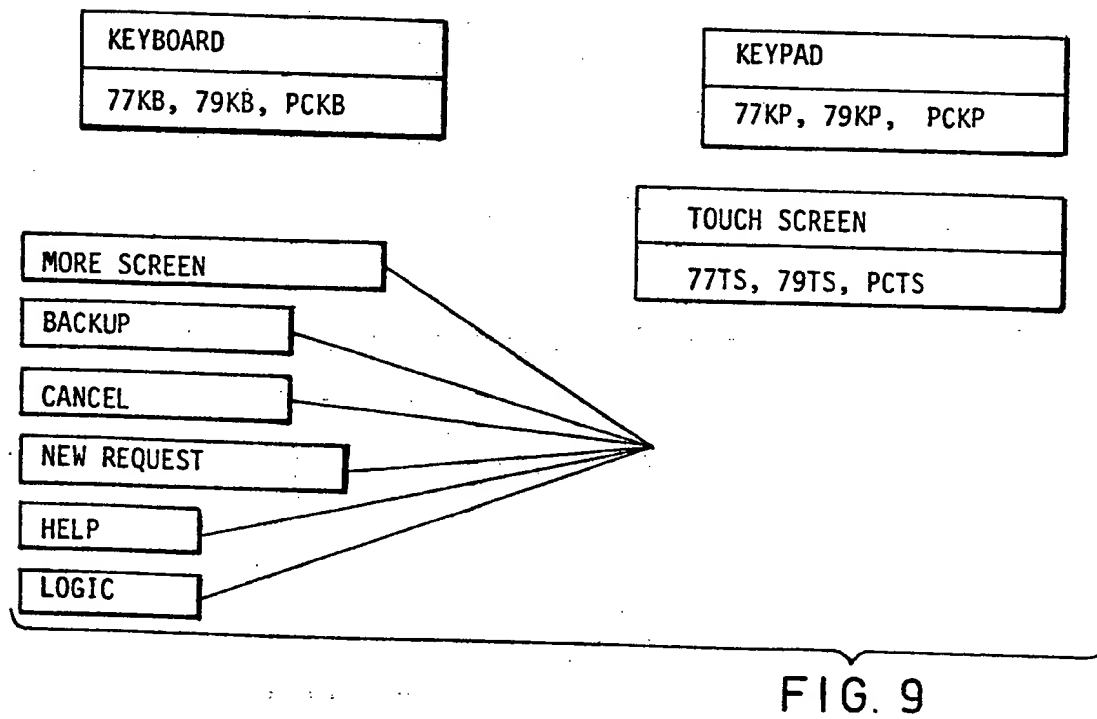 KEYBOARD
77KB, 79KB, PCKB
KEYPAD
77KP, 79KP, PCKP
TOUCH SCREEN
77TS, 79TS, PCTS
MORE SCREEN
BACKUP
CANCEL
NEW REQUEST
HELP
LOGIC
FIG. 9